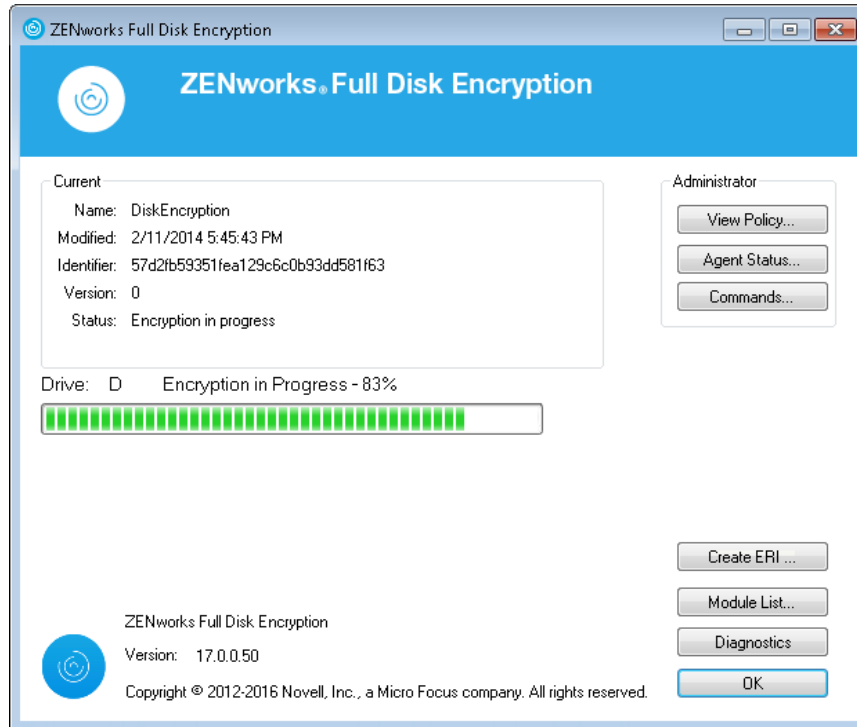 ZENworks Full Disk Encryption
ZENworks® Full Disk Encryption
Current
Name: DiskEncryption
Modified: 2/11/2014 5:45:43 PM
Identifier: 57d2fb59351fea129c6c0b93dd581f63
Version: 0
Status: Encryption in progress
Administrator
View Policy...
Agent Status...
Commands...
Drive: D Encryption in Progress - 83%
Create ERI ...
Module List...
Diagnostics
OK
ZENworks Full Disk Encryption
Version: 17.0.0.50
Copyright © 2012-2016 Novell, Inc., a Micro Focus company. All rights reserved.